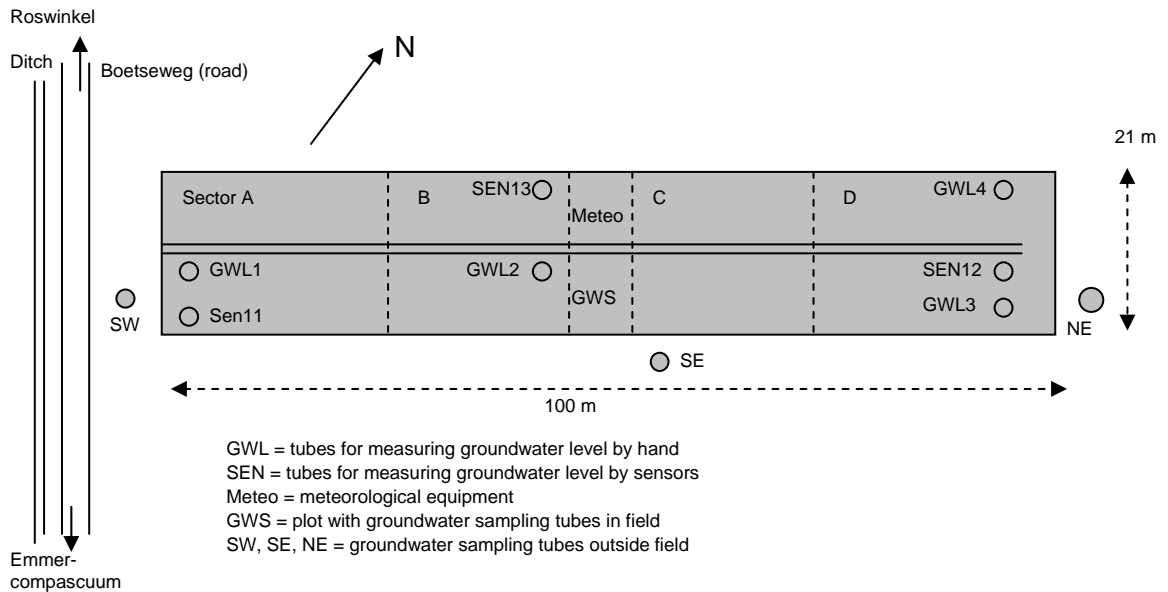 Roswinkel
Ditch
Boetseweg (road)
N
21 m
Sector A
B
SEN13
Meteo
C
D
GWL4
GWL1
GWL2
SEN12
Sen11
GWS
GWL3
SW
NE
SE
100 m
GWL = tubes for measuring groundwater level by hand
SEN = tubes for measuring groundwater level by sensors
Meteo = meteorological equipment
GWS = plot with groundwater sampling tubes in field
SW, SE, NE = groundwater sampling tubes outside field
Emmer-
compascuum